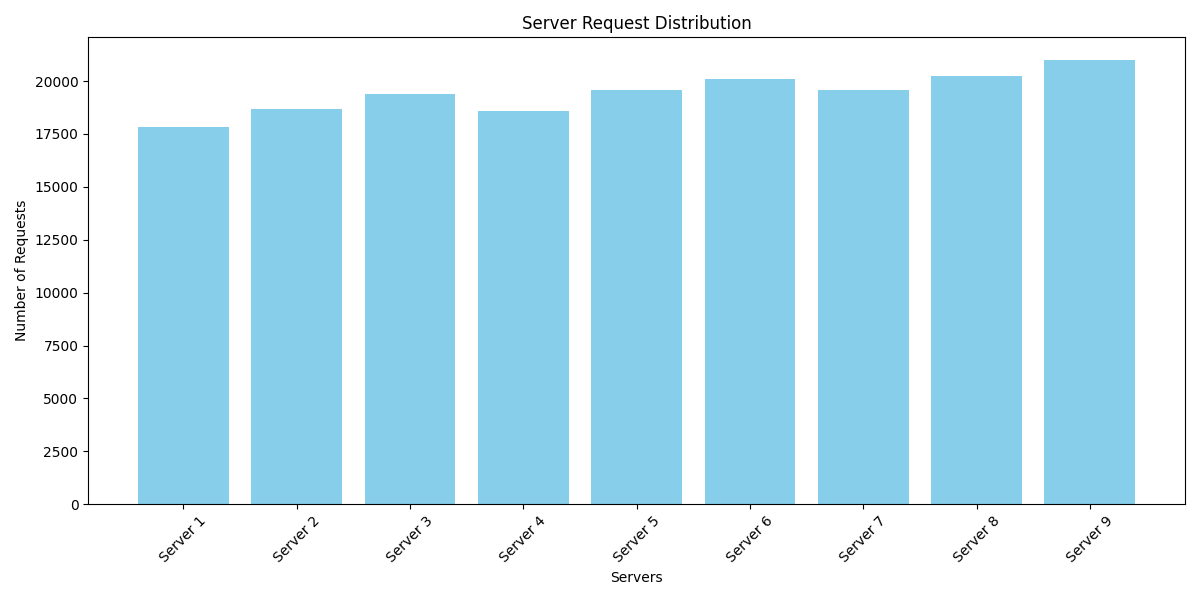 Server Request Distribution
Number of Requests
20000
17500
15000
12500
10000
7500
5000
2500
0
Server 1
Server 2
Server 3
Server 4
Server 5
Server 6
Server 7
Server 8
Server 9
Servers